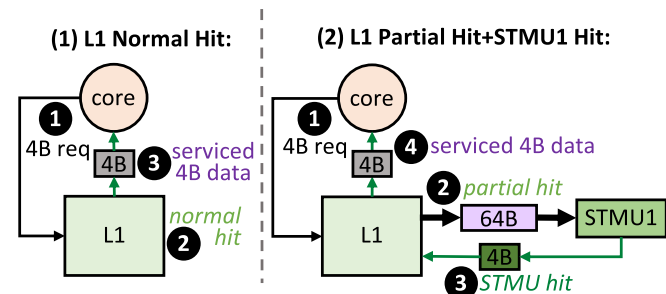 (1) L1 Normal Hit:
core
1
4B req
4B
3
serviced
4B data
L1
normal
hit
2
(2) L1 Partial Hit+STMU1 Hit:
core
1
4B req
4B
4
serviced 4B data
2
partial hit
L1
64B
STMU1
4B
3
STMU hit